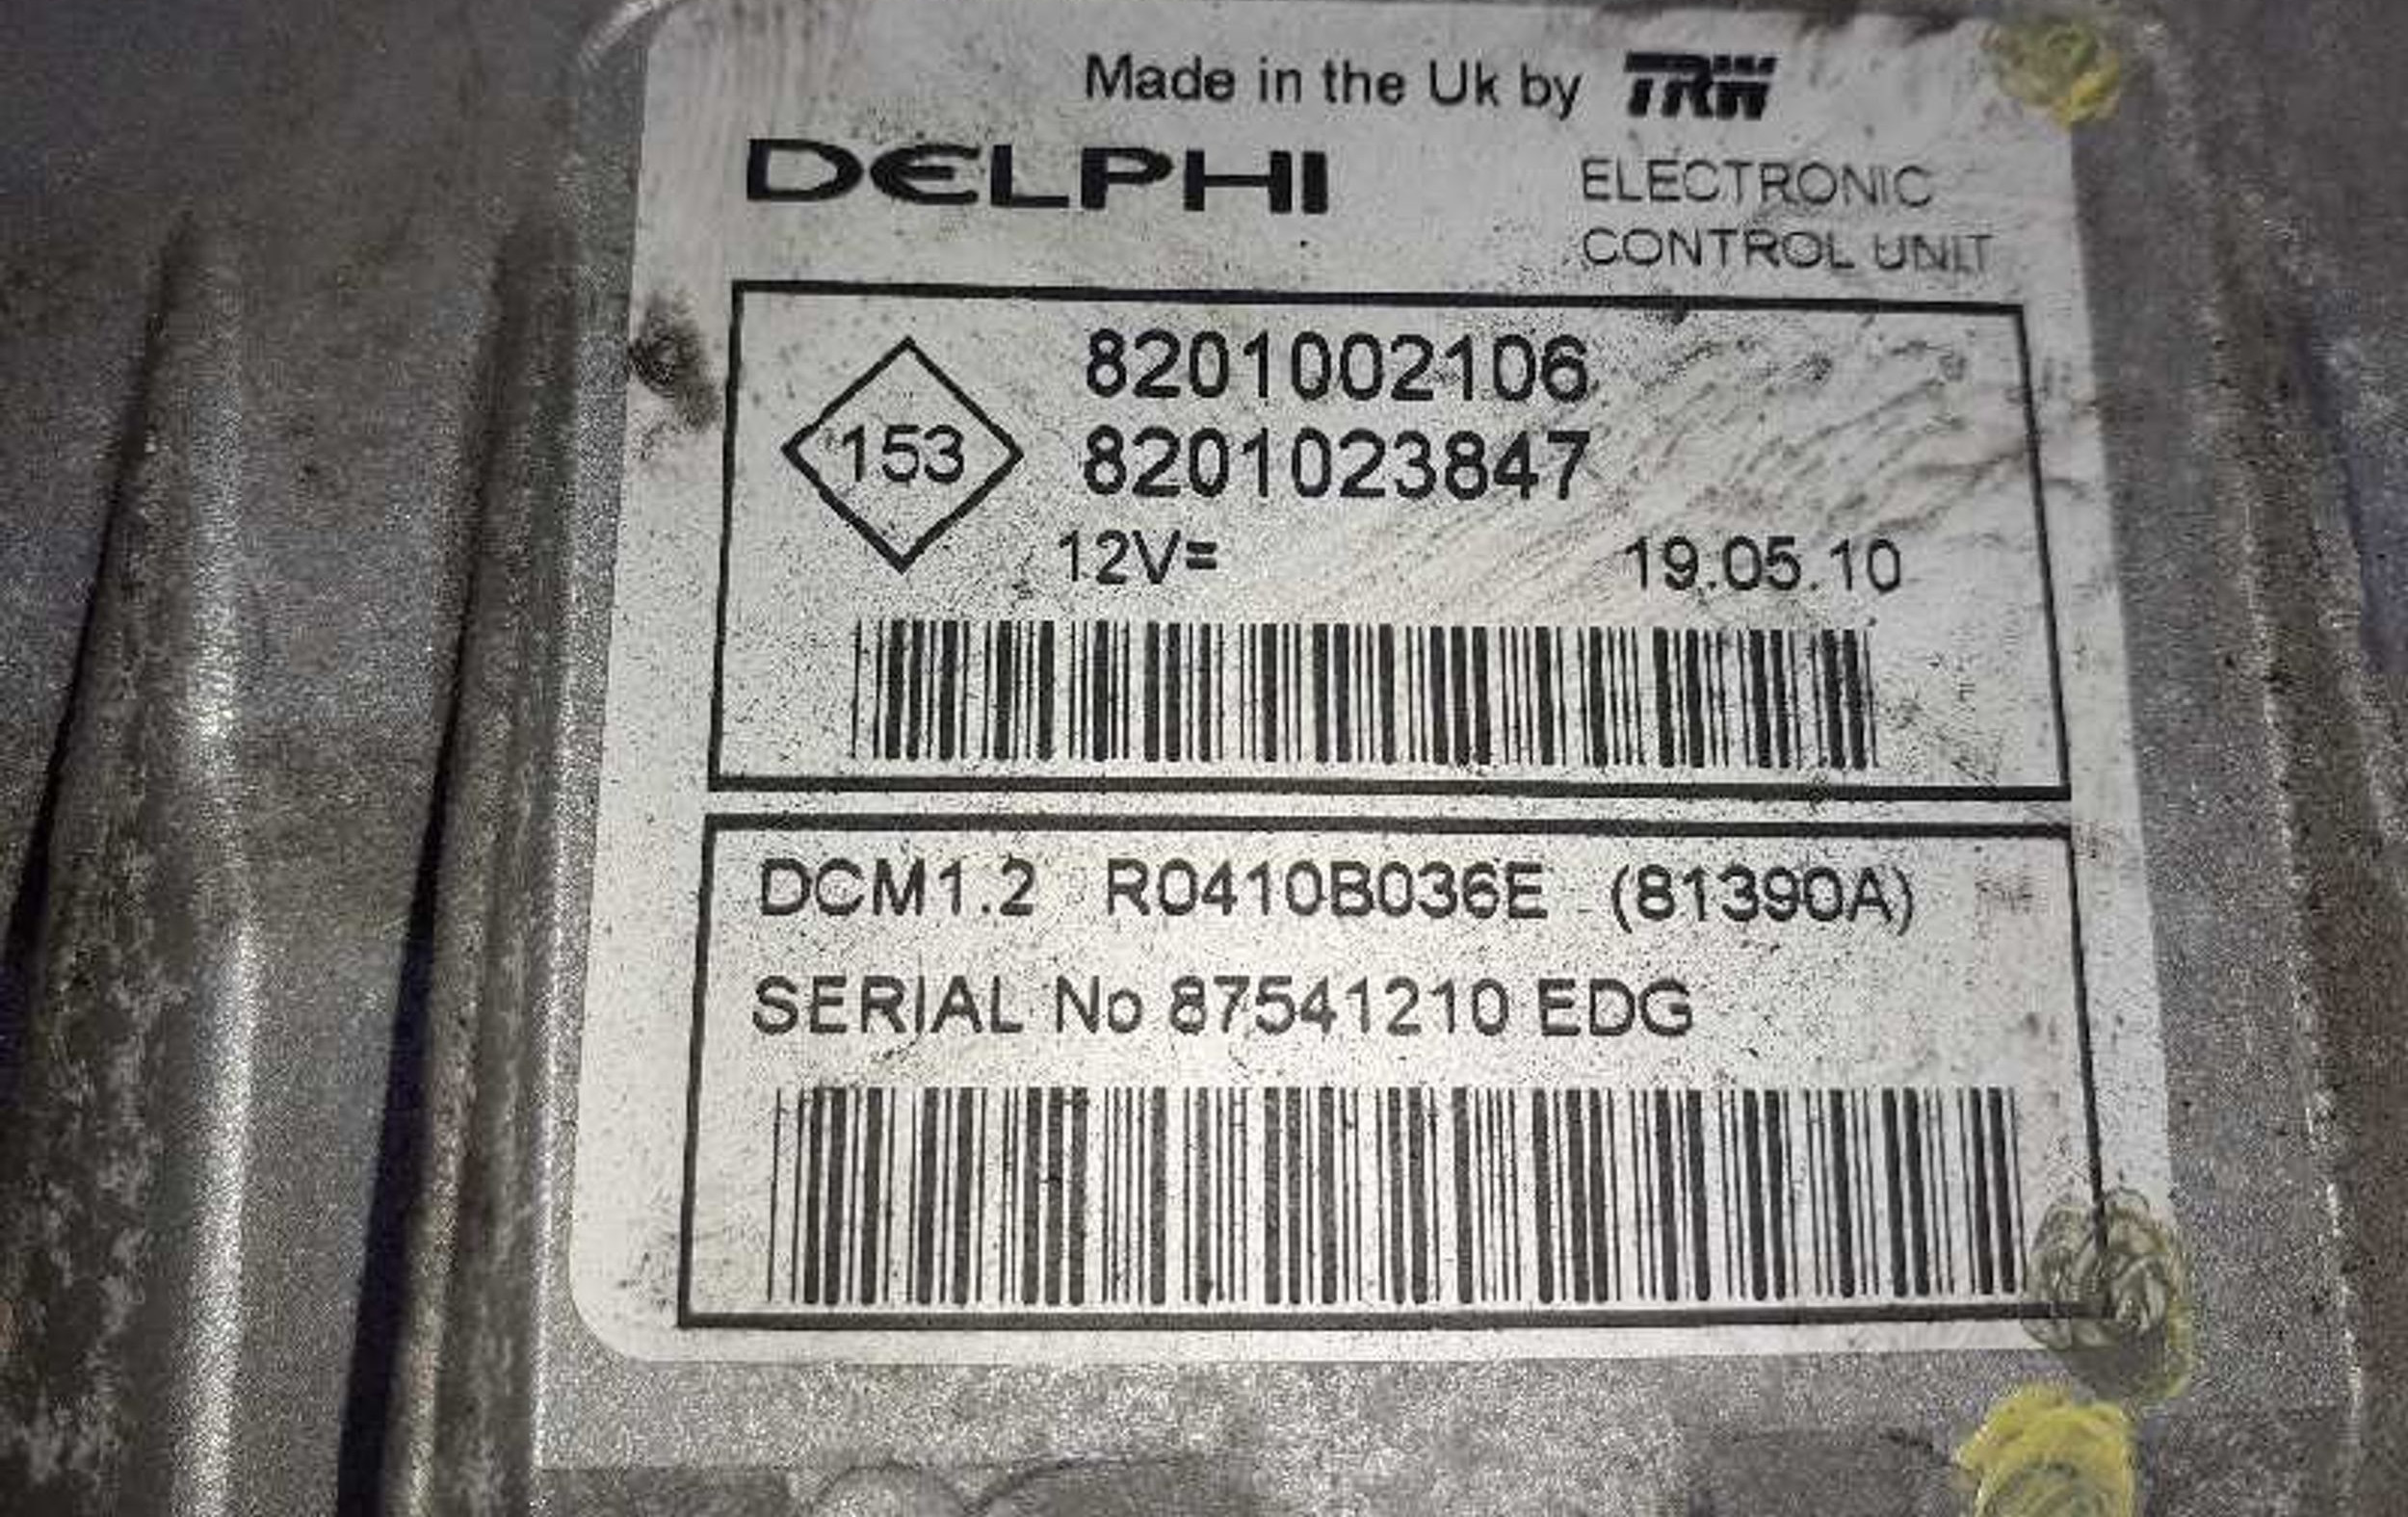 Made in the Uk by TRW
DELPHI
ELECTRONIC
CONTROL UNIT
8201002106
153
8201023847
12V= 19.05.10
DCM1.2 R0410B036E (81390A)
SERIAL No 87541210 EDG